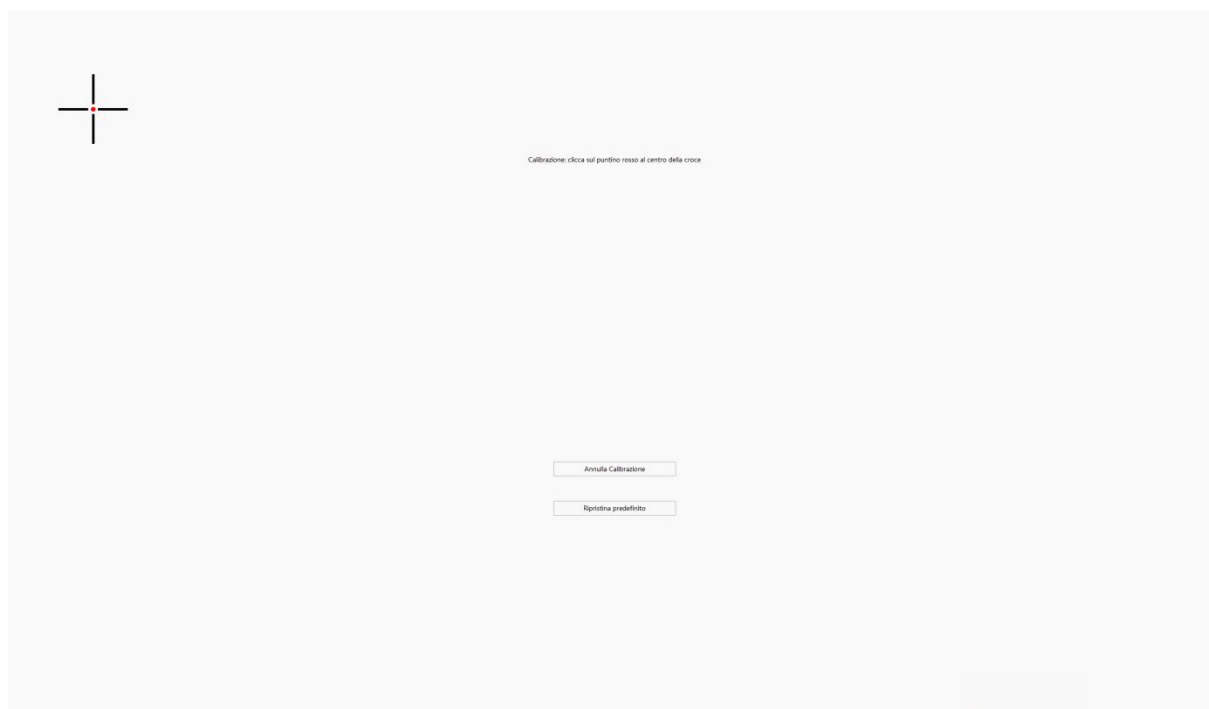 Calibrazione: clicca sul puntino rosso al centro della croce
Annulla Calibrazione
Ripristina predefinito